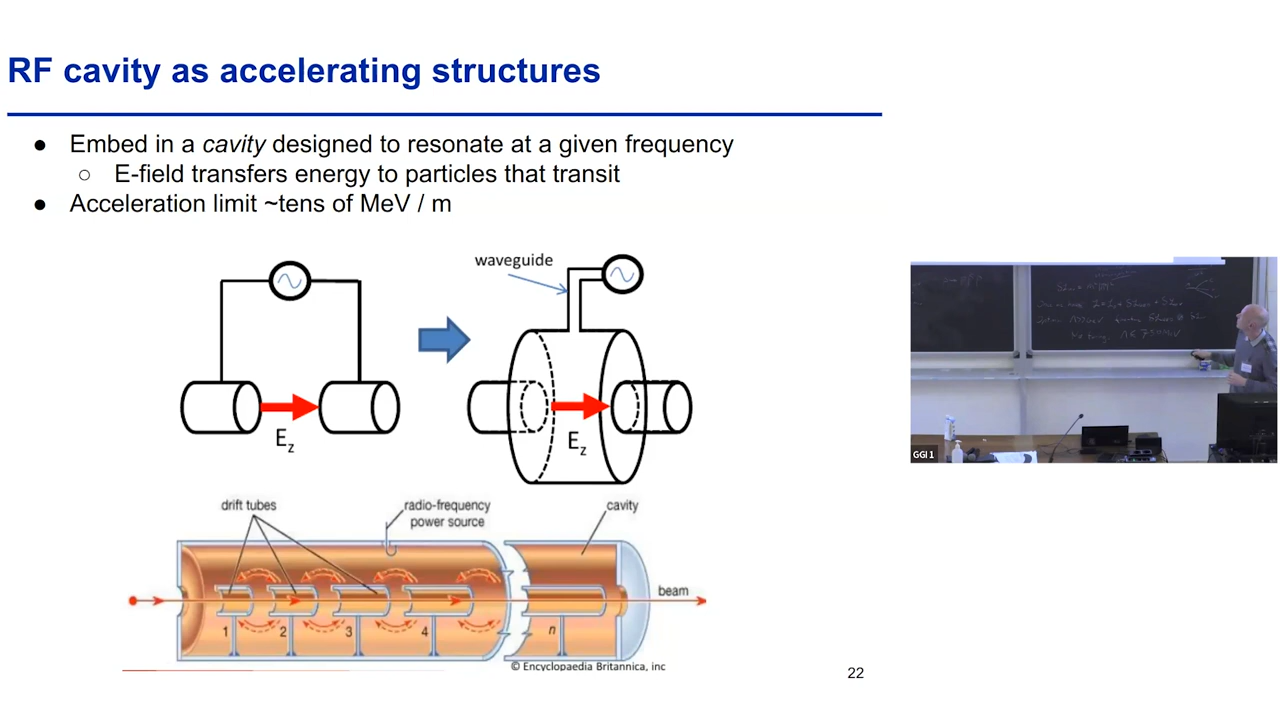 RF cavity as accelerating structures
● Embed in a cavity designed to resonate at a given frequency
○ E-field transfers energy to particles that transit
● Acceleration limit ~tens of MeV / m
waveguide
Ez
Ez
drift tubes
radio-frequency
power source
cavity
beam
1 2 3 4 n
© Encyclopaedia Britannica, inc
22
GGI 1